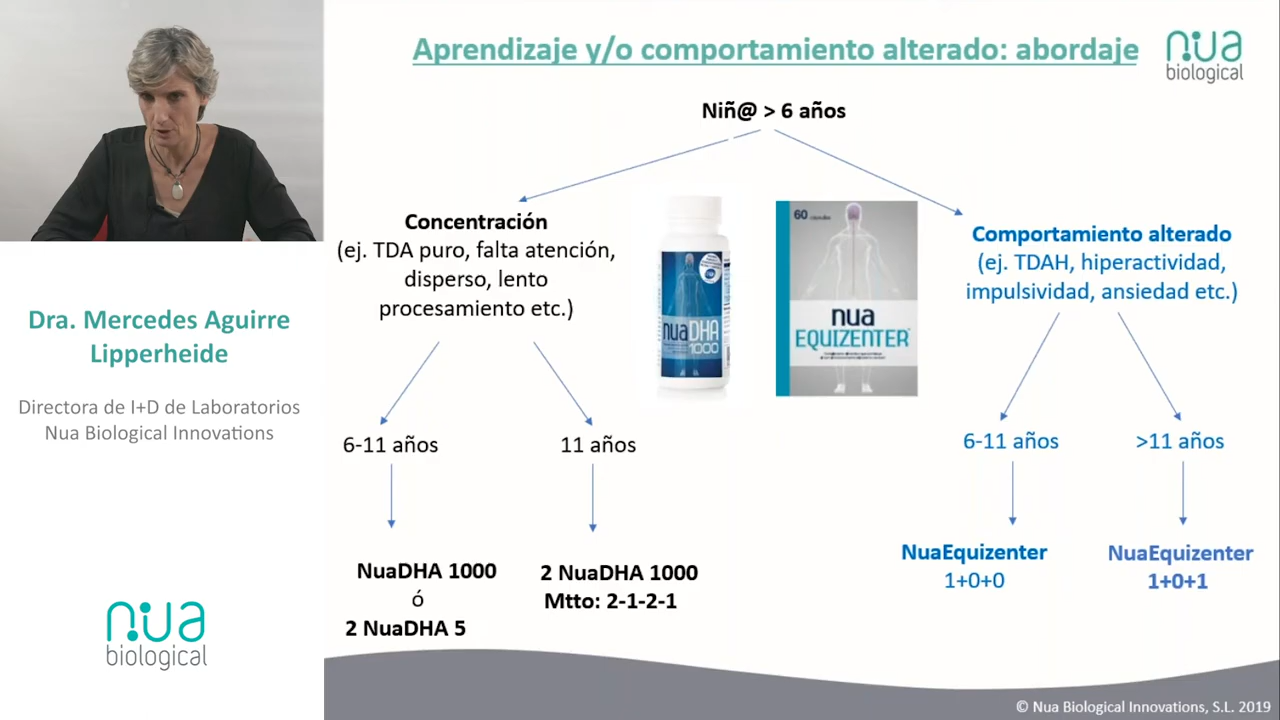 Aprendizaje y/o comportamiento alterado: abordaje
nua
biological
Niñ@ > 6 años
Concentración
(ej. TDA puro, falta atención,
disperso, lento
procesamiento etc.)
nuaDHA
1000
60 cápsulas
nua
EQUIZENTER
Comportamiento alterado
(ej. TDAH, hiperactividad,
impulsividad, ansiedad etc.)
Dra. Mercedes Aguirre
Lipperheide
Directora de I+D de Laboratorios
Nua Biological Innovations
6-11 años
11 años
6-11 años
>11 años
NuaDHA 1000
ó
2 NuaDHA 5
2 NuaDHA 1000
Mtto: 2-1-2-1
NuaEquizenter
1+0+0
NuaEquizenter
1+0+1
nua
biological
© Nua Biological Innovations, S.L. 2019